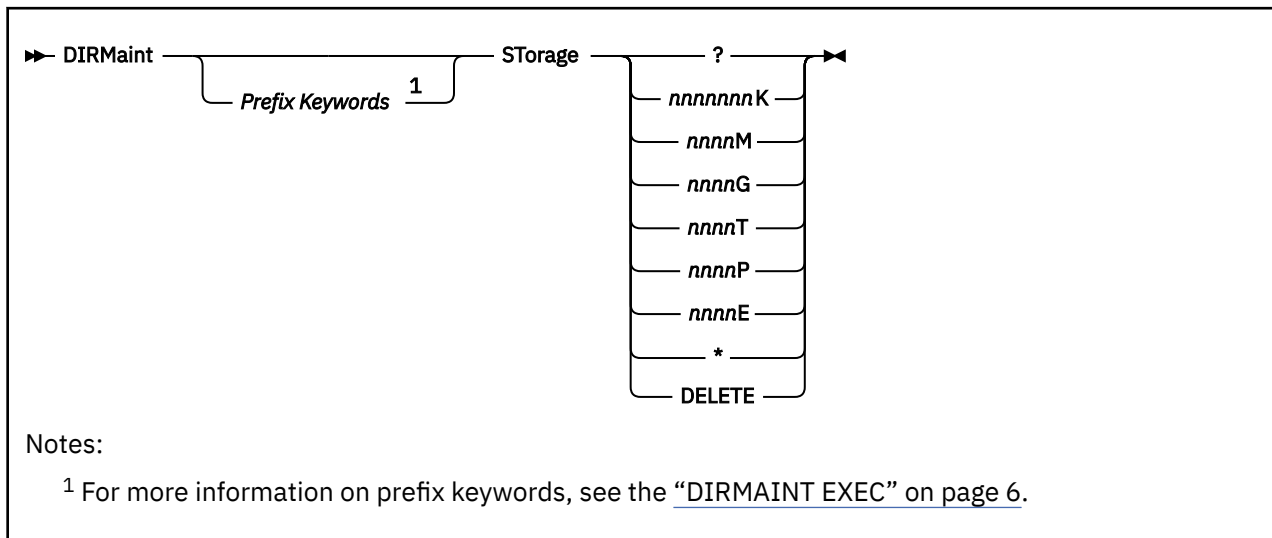 DIRMaint STorage ?
Prefix Keywords 1
nnnnnnnK
nnnnM
nnnnG
nnnnT
nnnnP
nnnnE
*
DELETE
Notes:
1 For more information on prefix keywords, see the “DIRMAINT EXEC” on page 6.